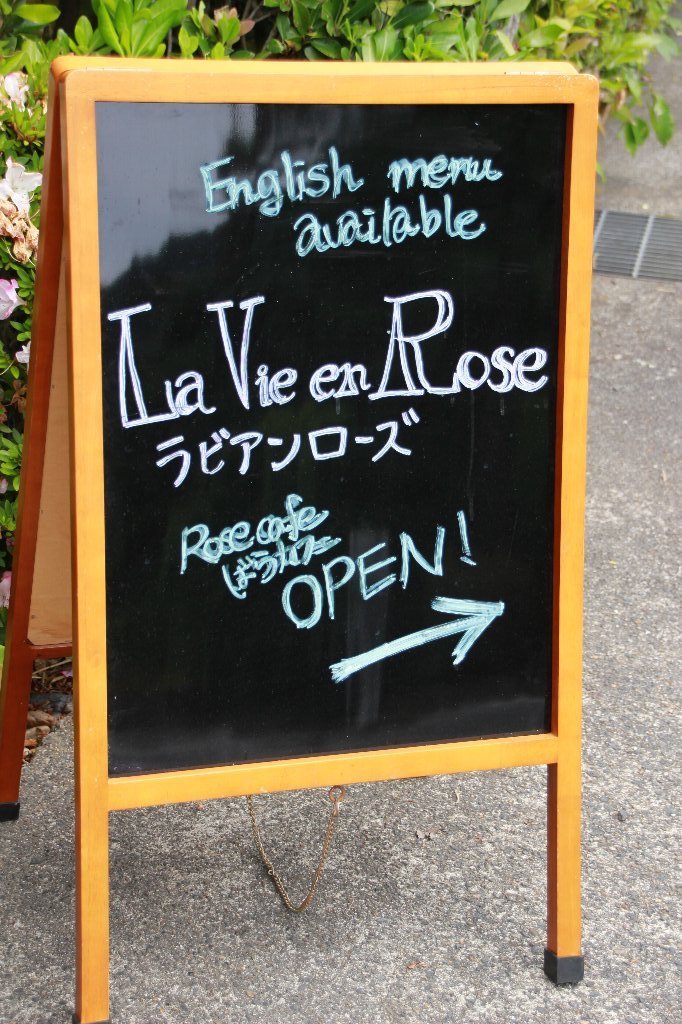 English menu
available
La Vie en Rose
ラビアンローズ
Rose cafe
ばらカフェ
OPEN!